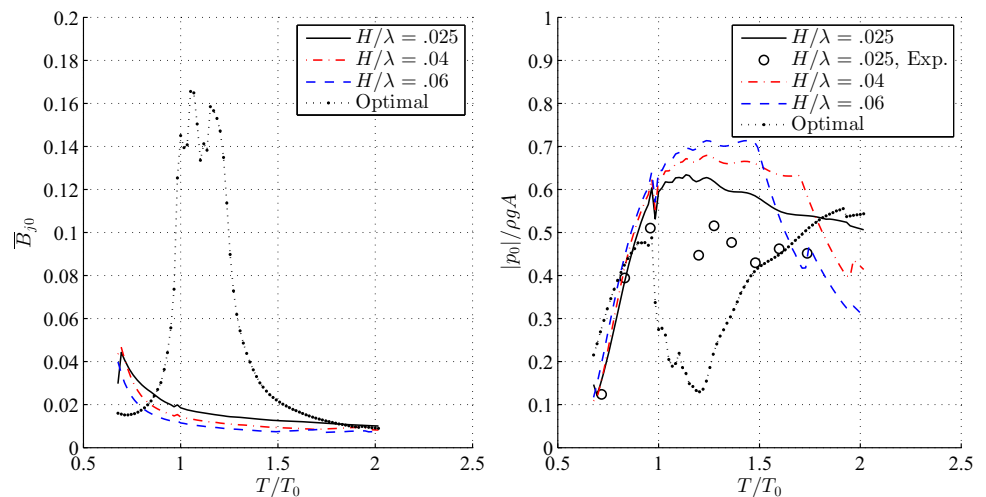 0.2
0.18
0.16
0.14
0.12
0.1
0.08
0.06
0.04
0.02
0
0.5
1
1.5
2
2.5
T/T₀
B̅ⱼ₀
H/λ = .025
H/λ = .04
H/λ = .06
Optimal
1
0.9
0.8
0.7
0.6
0.5
0.4
0.3
0.2
0.1
0
0.5
1
1.5
2
2.5
T/T₀
|p₀|/ρgA
H/λ = .025
H/λ = .025, Exp.
H/λ = .04
H/λ = .06
Optimal